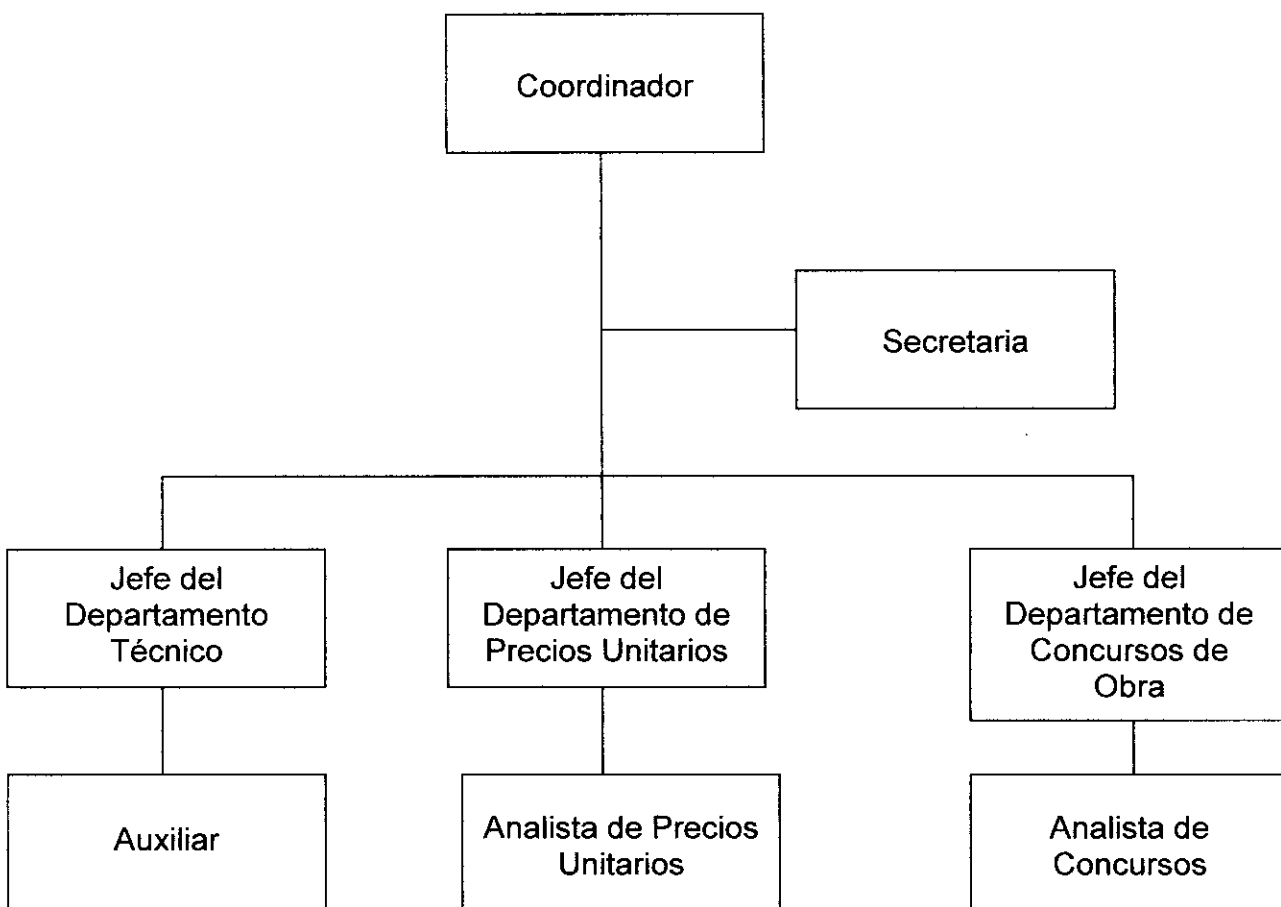 Coordinador
Secretaria
Jefe del
Departamento
Técnico
Jefe del
Departamento de
Precios Unitarios
Jefe del
Departamento de
Concursos de
Obra
Auxiliar
Analista de Precios
Unitarios
Analista de
Concursos